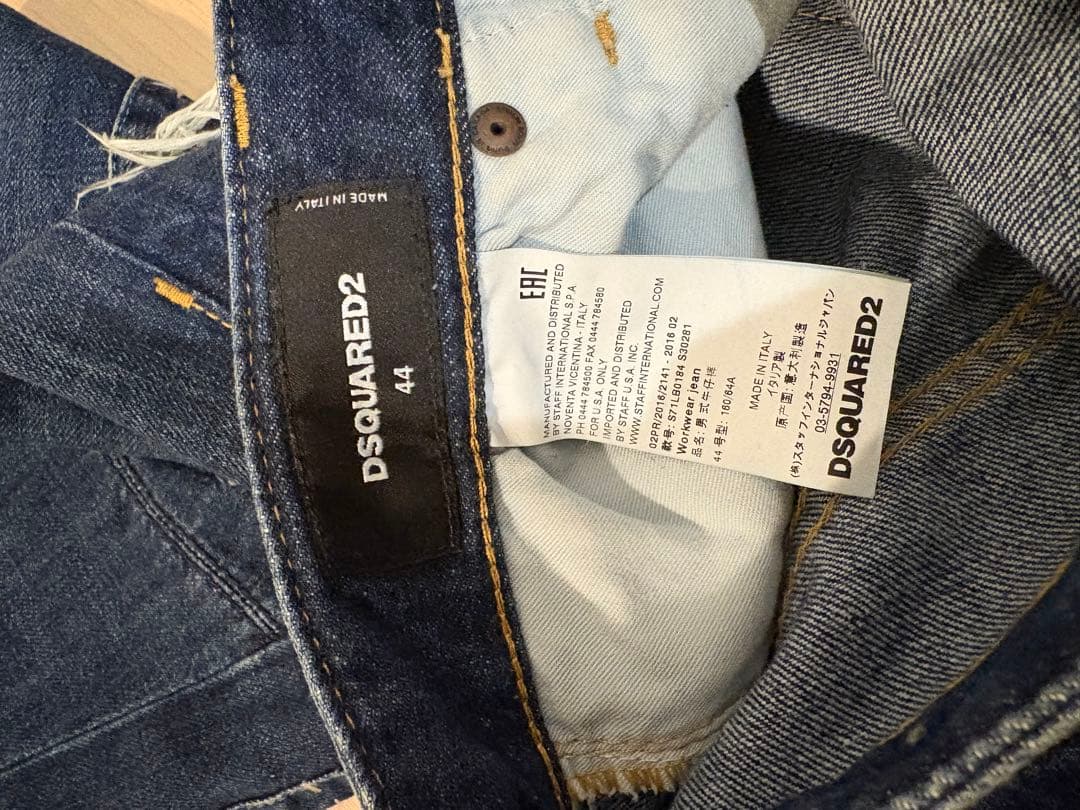 MADE IN ITALY
DSQUARED2
44
EAC
MANUFACTURED AND DISTRIBUTED
BY STAFF INTERNATIONAL S.P.A
NOVENTA VICENTINA - ITALY
PH 0444 784500 FAX 0444 784580
FOR U.S.A. ONLY
IMPORTED AND DISTRIBUTED
BY STAFF U.S.A. INC.
WWW.STAFFINTERNATIONAL.COM
02PR/2016/2141 - 2016 02
款号: S71LB0184 S30281
Workwear jean
品名: 男式牛仔裤
44 号型: 160/64A
MADE IN ITALY
イタリア製
原产国: 意大利製造
(株)スタッフインターナショナルジャパン
03-5794-9931
DSQUARED2